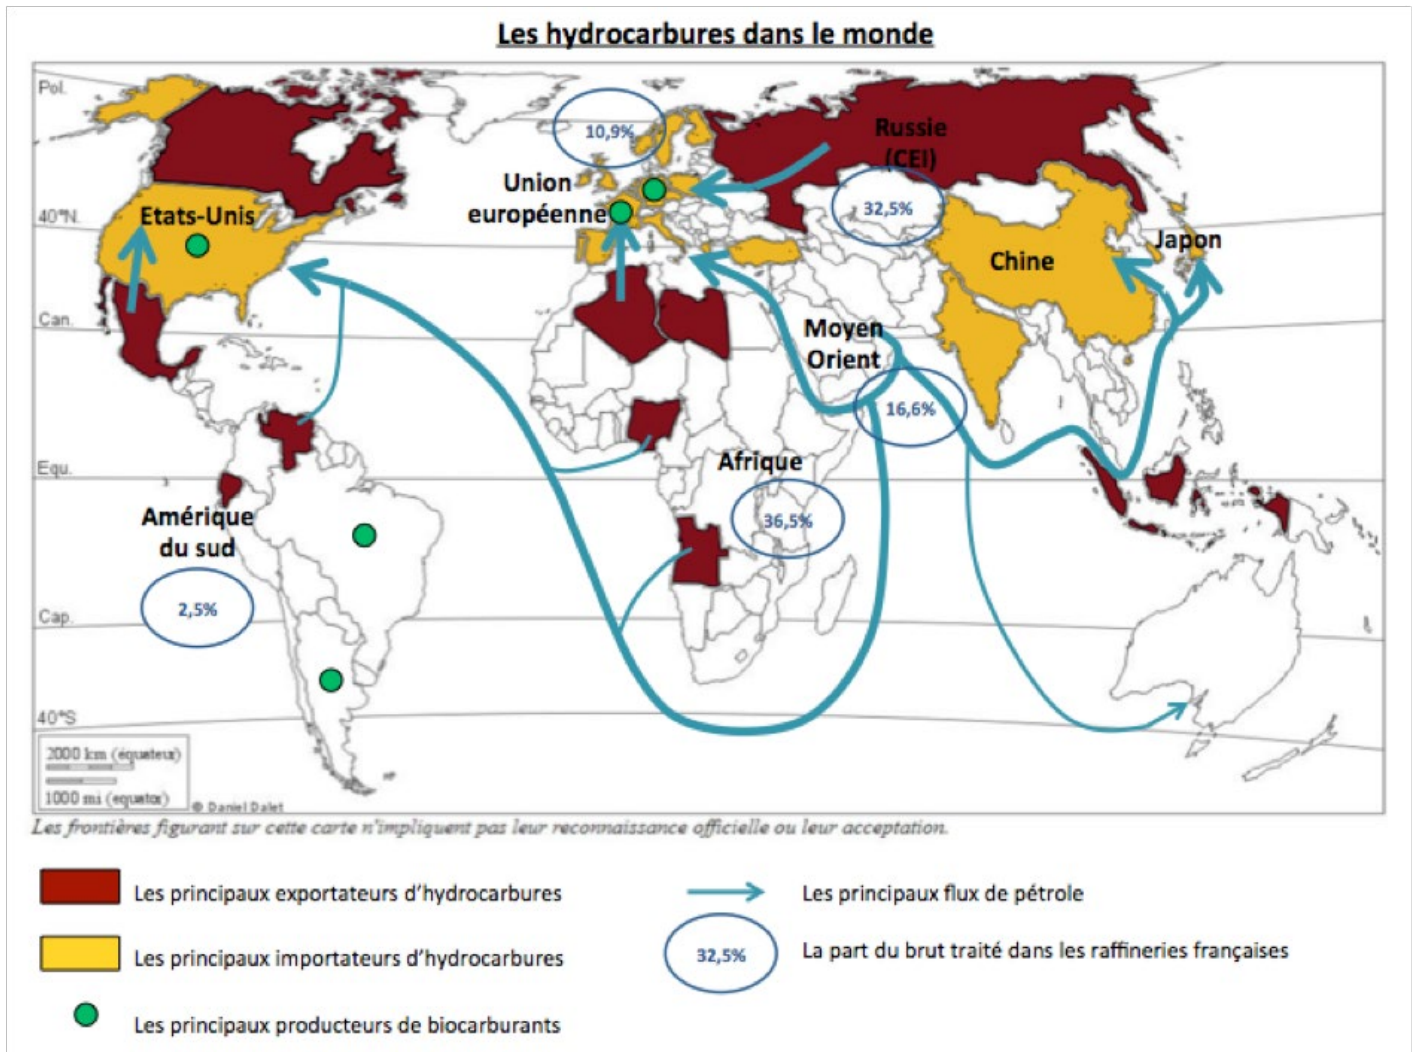 Les hydrocarbures dans le monde
Pol.
10,9%
Russie
(CEI)
Union
européenne
32,5%
40°N.
Etats-Unis
Japon
Chine
Can.
Moyen
Orient
16,6%
Equ.
Afrique
36,5%
Amérique
du sud
2,5%
Cap.
40°S
2000 km (équateur)
1000 mi (equator)
© Daniel Dalet
Les frontières figurant sur cette carte n'impliquent pas leur reconnaissance officielle ou leur acceptation.
Les principaux exportateurs d'hydrocarbures
Les principaux flux de pétrole
Les principaux importateurs d'hydrocarbures
32,5%
La part du brut traité dans les raffineries françaises
Les principaux producteurs de biocarburants